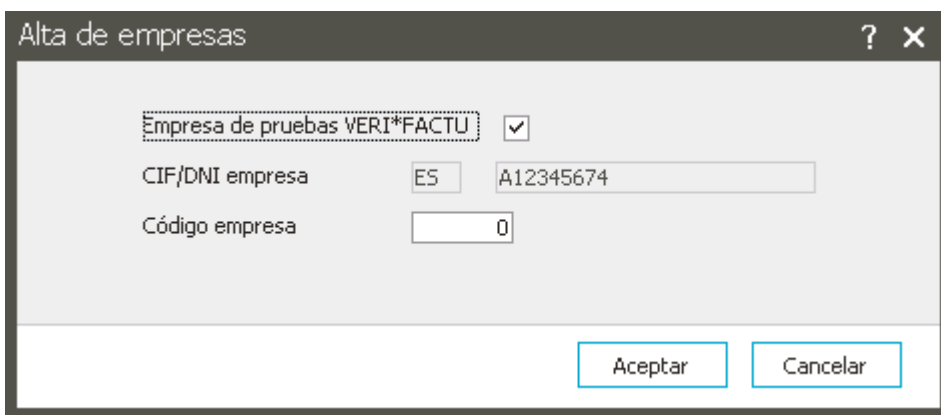 Alta de empresas ?
Empresa de pruebas VERI*FACTU
CIF/DNI empresa ES A12345674
Código empresa 0
Aceptar Cancelar